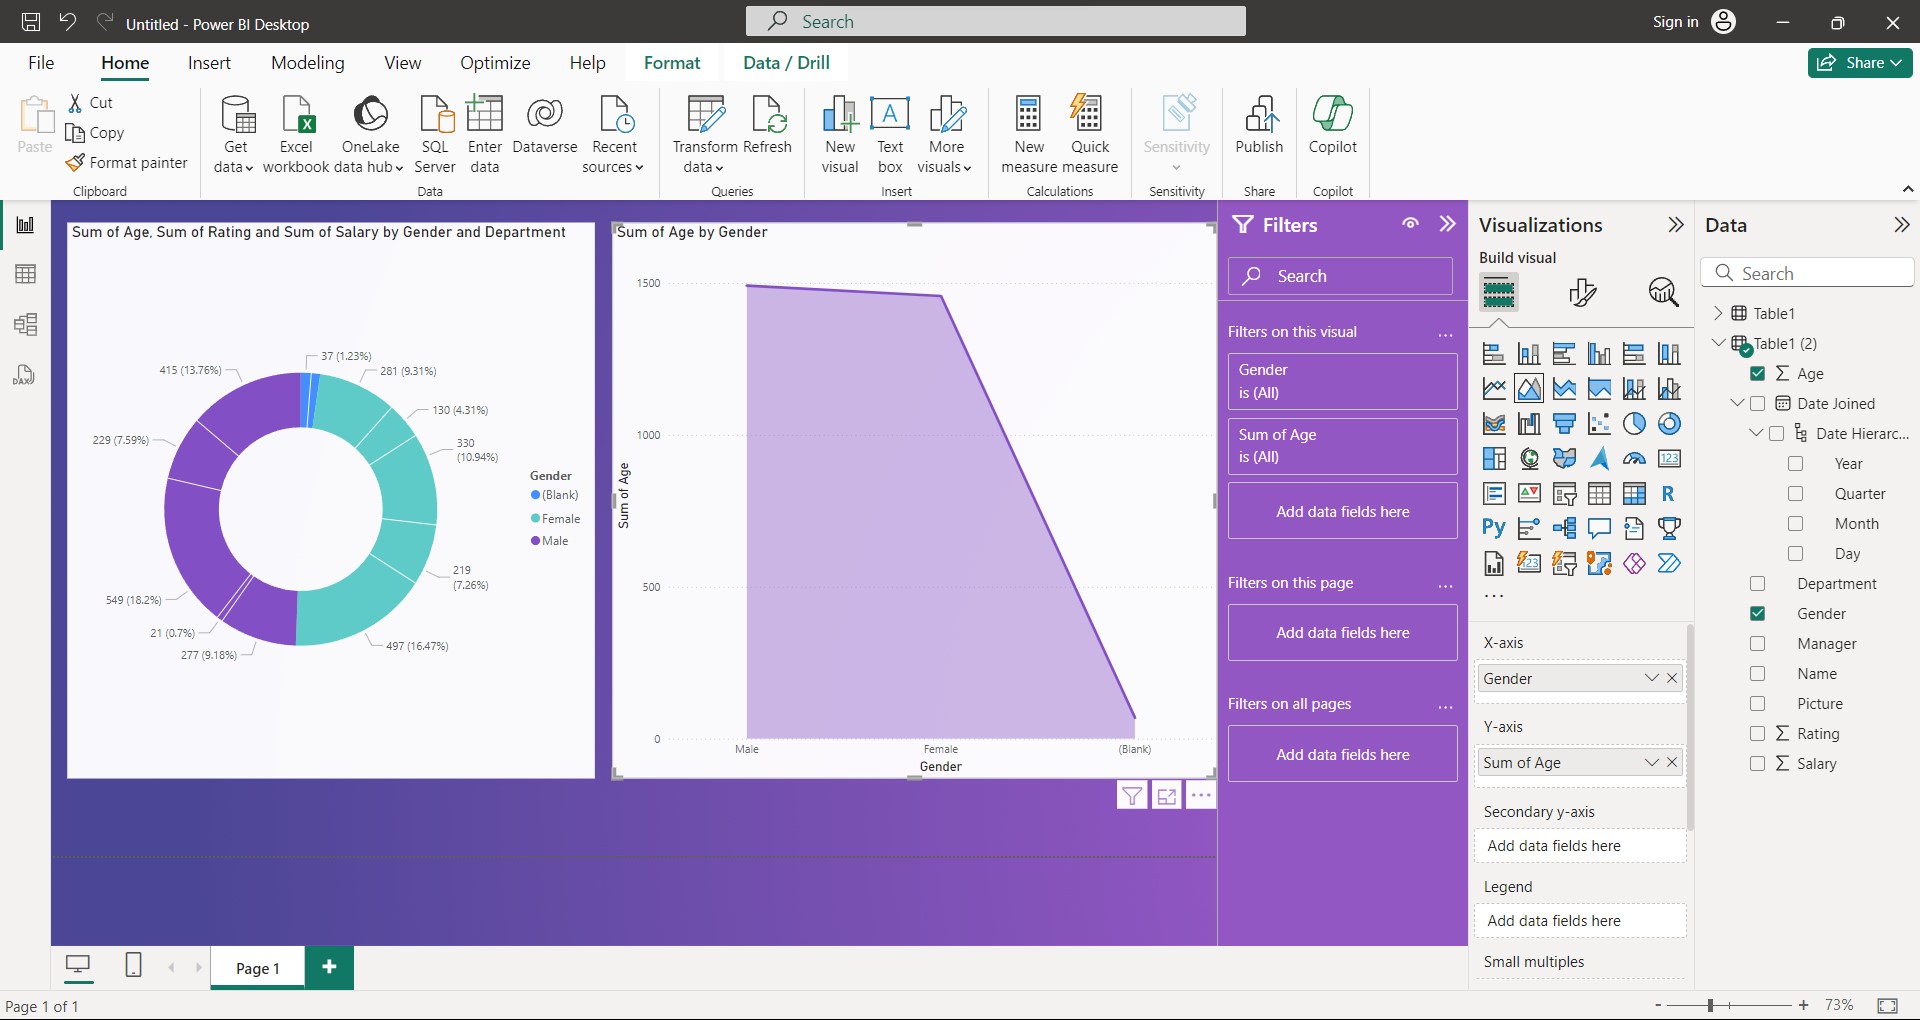 Untitled - Power BI Desktop
Search
Sign in
File Home Insert Modeling View Optimize Help Format Data / Drill
Share
Paste
Cut
Copy
Format painter
Clipboard
Get data
Excel workbook
OneLake data hub
SQL Server
Enter data
Dataverse
Recent sources
Data
Transform data
Refresh
Queries
New visual
Text box
More visuals
Insert
New measure
Quick measure
Calculations
Sensitivity
Sensitivity
Publish
Share
Copilot
Copilot
Sum of Age, Sum of Rating and Sum of Salary by Gender and Department
37 (1.23%)
281 (9.31%)
130 (4.31%)
330
(10.94%)
219
(7.26%)
497 (16.47%)
277 (9.18%)
21 (0.7%)
549 (18.2%)
229 (7.59%)
415 (13.76%)
Gender
(Blank)
Female
Male
Sum of Age by Gender
1500
1000
500
0
Sum of Age
Male
Female
(Blank)
Gender
Filters
Search
Filters on this visual
...
Gender
is (All)
Sum of Age
is (All)
Add data fields here
Filters on this page
...
Add data fields here
Filters on all pages
...
Add data fields here
Visualizations
Build visual
123
R
Py
123
...
X-axis
Gender
Y-axis
Sum of Age
Secondary y-axis
Add data fields here
Legend
Add data fields here
Small multiples
Data
Search
Table1
Table1 (2)
Σ Age
Date Joined
Date Hierarc...
Year
Quarter
Month
Day
Department
Gender
Manager
Name
Picture
Σ Rating
Σ Salary
DAX
Page 1
+
Page 1 of 1
- + 73%